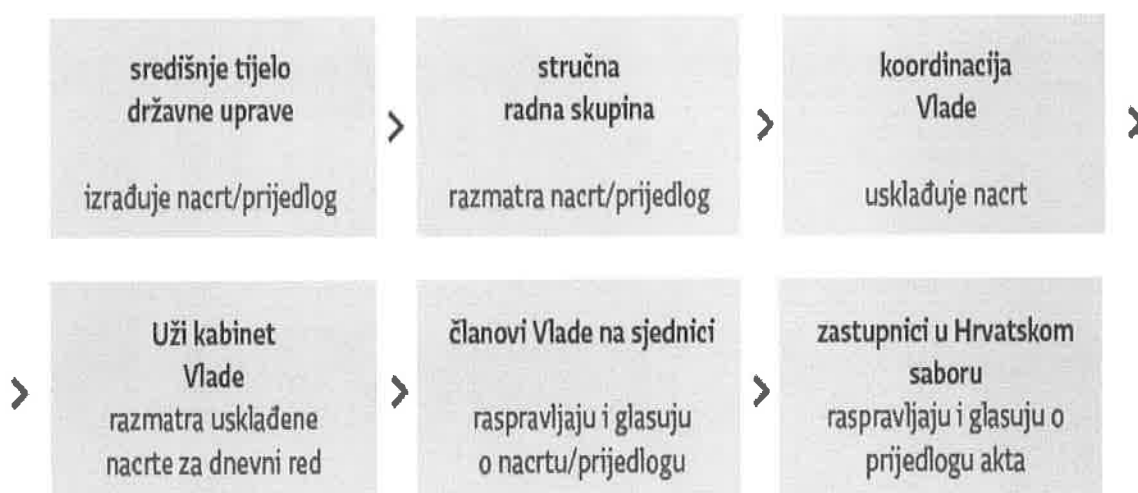 središnje tijelo
državne uprave
izrađuje nacrt/prijedlog
>
stručna
radna skupina
razmatra nacrt/prijedlog
>
koordinacija
Vlade
usklađuje nacrt
>
>
Uži kabinet
Vlade
razmatra usklađene
nacrte za dnevni red
>
članovi Vlade na sjednici
raspravljaju i glasuju
o nacrtu/prijedlogu
>
zastupnici u Hrvatskom
saboru
raspravljaju i glasuju o
prijedlogu akta